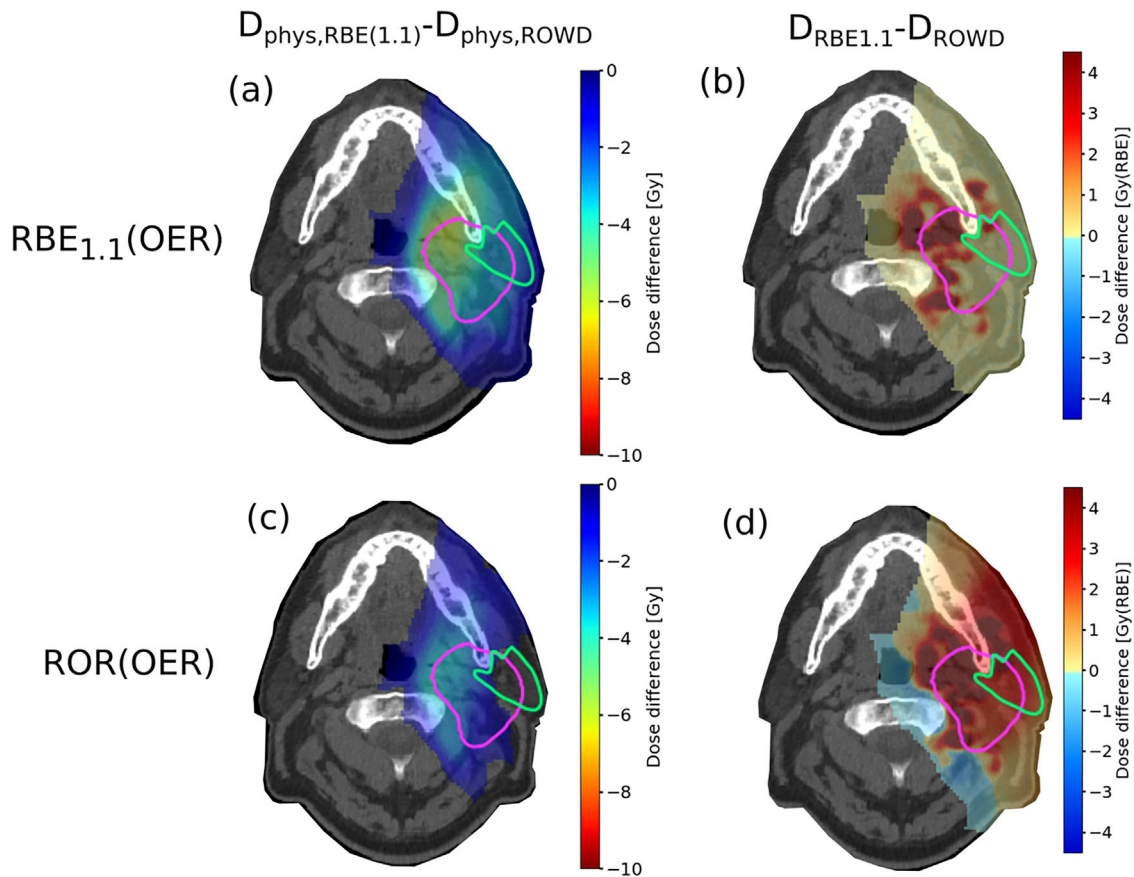 D_phys,RBE(1.1)-D_phys,ROWD
D_RBE1.1-D_ROWD
(a)
0
−2
−4
−6
−8
−10
Dose difference [Gy]
(b)
4
3
2
1
0
−1
−2
−3
−4
Dose difference [Gy(RBE)]
RBE_1.1(OER)
(c)
0
−2
−4
−6
−8
−10
Dose difference [Gy]
(d)
4
3
2
1
0
−1
−2
−3
−4
Dose difference [Gy(RBE)]
ROR(OER)